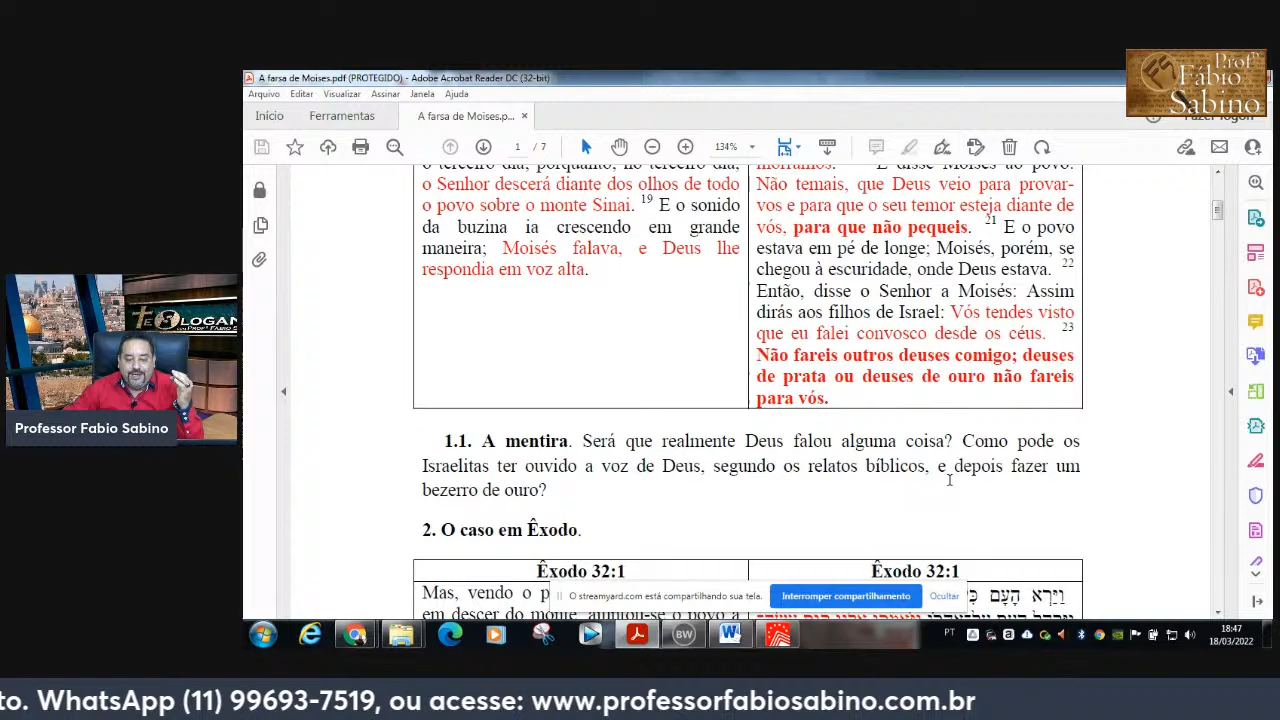 A farsa de Moises.pdf (PROTEGIDO) - Adobe Acrobat Reader DC (32-bit)
Arquivo Editar Visualizar Assinar Janela Ajuda
Início Ferramentas A farsa de Moises.p... ×
Prof
Fábio
Sabino
1 / 7 134%
o Senhor descerá diante dos olhos de todo
o povo sobre o monte Sinai. 19 E o sonido
da buzina ia crescendo em grande
maneira; Moisés falava, e Deus lhe
respondia em voz alta.
Não temais, que Deus veio para provar-
vos e para que o seu temor esteja diante de
vós, para que não pequeis. 21 E o povo
estava em pé de longe; Moisés, porém, se
chegou à escuridade, onde Deus estava. 22
Então, disse o Senhor a Moisés: Assim
dirás aos filhos de Israel: Vós tendes visto
que eu falei convosco desde os céus. 23
Não fareis outros deuses comigo; deuses
de prata ou deuses de ouro não fareis
para vós.
1.1. A mentira. Será que realmente Deus falou alguma coisa? Como pode os
Israelitas ter ouvido a voz de Deus, segundo os relatos bíblicos, e depois fazer um
bezerro de ouro?
2. O caso em Êxodo.
Êxodo 32:1 Êxodo 32:1
Mas, vendo o
וַיַּרְא הָעָם
O streamyard.com está compartilhando sua tela. Interromper compartilhamento Ocultar
Professor Fabio Sabino
PT 18:47
18/03/2022
to. WhatsApp (11) 99693-7519, ou acesse: www.professorfabiosabino.com.br